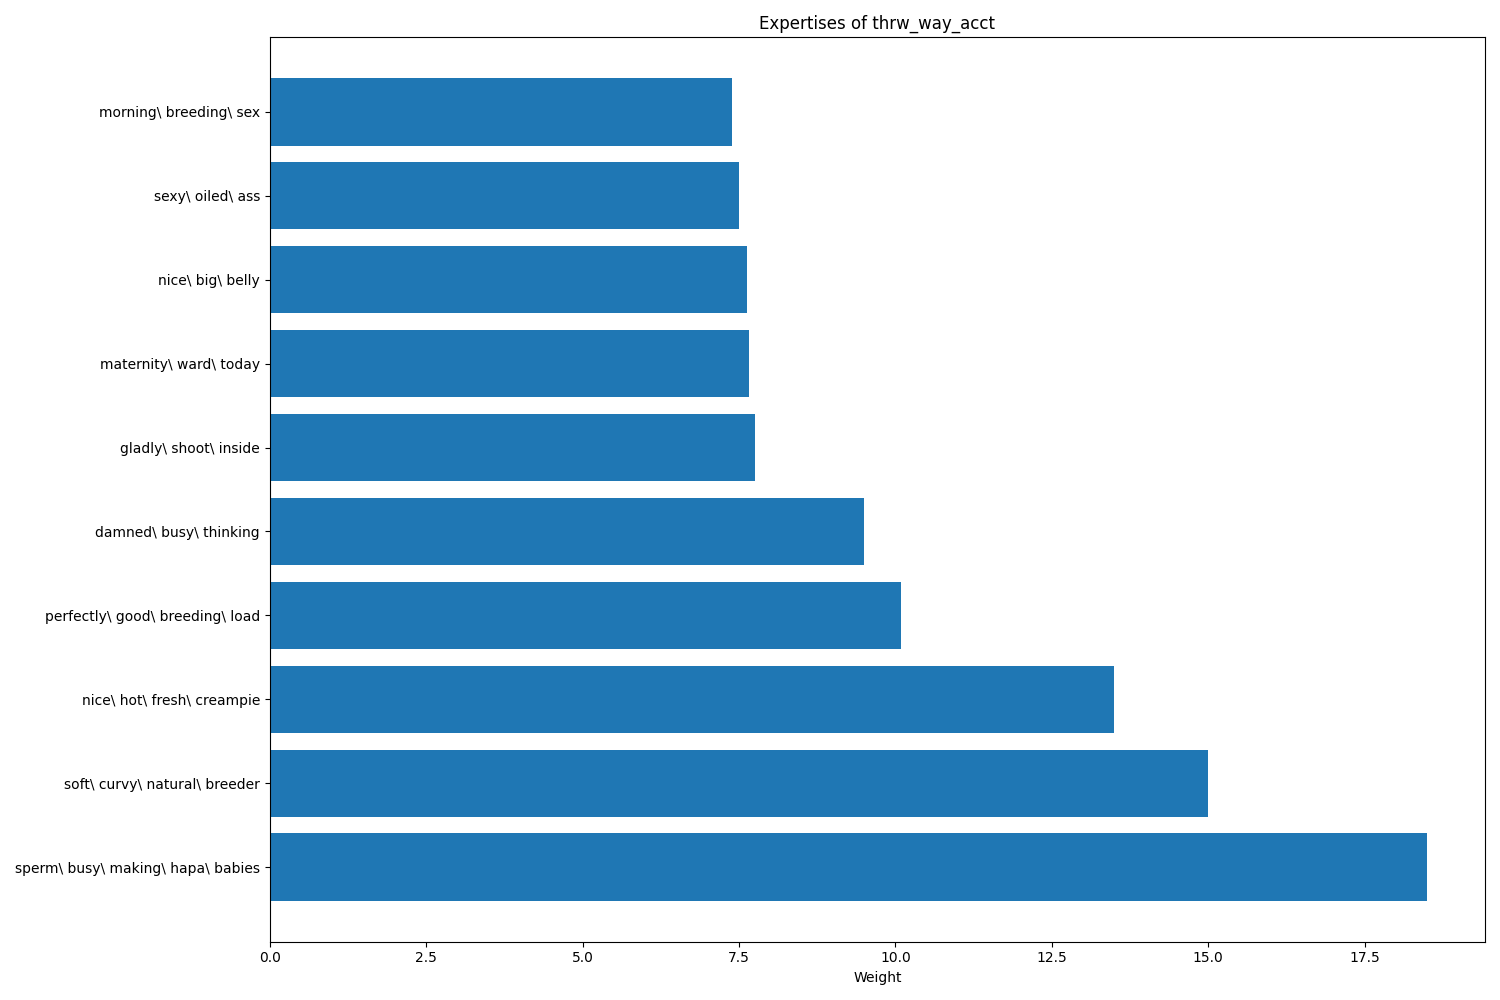 Expertises of thrw_way_acct
morning\ breeding\ sex
sexy\ oiled\ ass
nice\ big\ belly
maternity\ ward\ today
gladly\ shoot\ inside
damned\ busy\ thinking
perfectly\ good\ breeding\ load
nice\ hot\ fresh\ creampie
soft\ curvy\ natural\ breeder
sperm\ busy\ making\ hapa\ babies
0.0 2.5 5.0 7.5 10.0 12.5 15.0 17.5
Weight